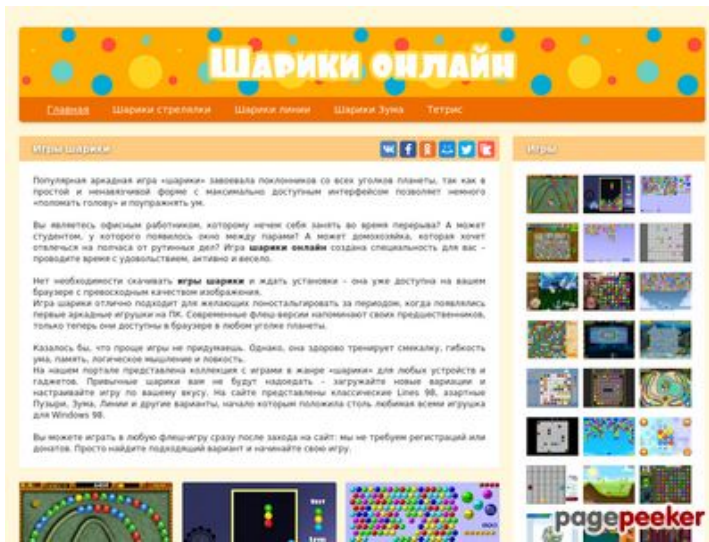 Шарики онлайн
Главная Шарики стрелялки Шарики линии Шарики Зума Тетрис
Игры шарики
Игры
Популярная аркадная игра «шарики» завоевала поклонников со всех уголков планеты, так как в
простой и ненавязчивой форме с максимально доступным интерфейсом позволяет немного
«поломать голову» и поупражнять ум.
Вы являетесь офисным работником, которому нечем себя занять во время перерыва? А может
студентом, у которого появилось окно между парами? А может домохозяйка, которая хочет
отвлечься на полчаса от рутинных дел? Игра шарики онлайн создана специальность для вас –
проводите время с удовольствием, активно и весело.
Нет необходимости скачивать игры шарики и ждать установки – она уже доступна на вашем
браузере с превосходным качеством изображения.
Игра шарики отлично подходит для желающих поностальгировать за периодом, когда появлялись
первые аркадные игрушки на ПК. Современные флеш-версии напоминают своих предшественников,
только теперь они доступны в браузере в любом уголке планеты.
Казалось бы, что проще игры не придумаешь. Однако, она здорово тренирует смекалку, гибкость
ума, память, логическое мышление и ловкость.
На нашем портале представлена коллекция с играми в жанре «шарики» для любых устройств и
гаджетов. Привычные шарики вам не будут надоедать – загружайте новые вариации и
настраивайте игру по вашему вкусу. На сайте представлены классические Lines 98, азартные
Пузыри, Зума, Линии и другие варианты, начало которым положила столь любимая всеми игрушка
для Windows 98.
Вы можете играть в любую флеш-игру сразу после захода на сайт: мы не требуем регистраций или
донатов. Просто найдите подходящий вариант и начинайте свою игру.
pagepeeker